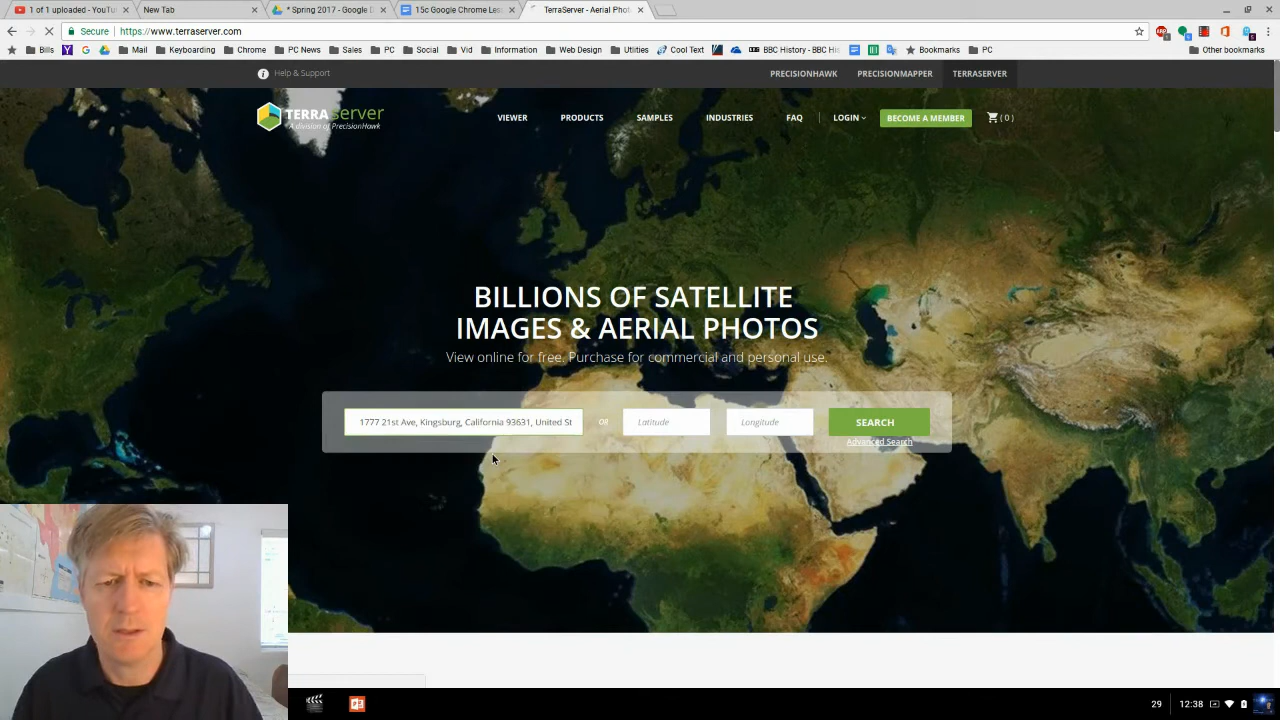 1 of 1 uploaded - YouTu
New Tab
* Spring 2017 - Google D
15c Google Chrome Les
TerraServer - Aerial Phot
Secure
https://www.terraserver.com
Bills
Mail
Keyboarding
Chrome
PC News
Sales
PC
Social
Vid
Information
Web Design
Utilities
Cool Text
BBC History - BBC His
Bookmarks
PC
Other bookmarks
Help & Support
PRECISIONHAWK
PRECISIONMAPPER
TERRASERVER
TERRAserver
A division of PrecisionHawk
VIEWER
PRODUCTS
SAMPLES
INDUSTRIES
FAQ
LOGIN
BECOME A MEMBER
( 0 )
BILLIONS OF SATELLITE
IMAGES & AERIAL PHOTOS
View online for free. Purchase for commercial and personal use.
1777 21st Ave, Kingsburg, California 93631, United St
OR
Latitude
Longitude
SEARCH
Advanced Search
29
12:38